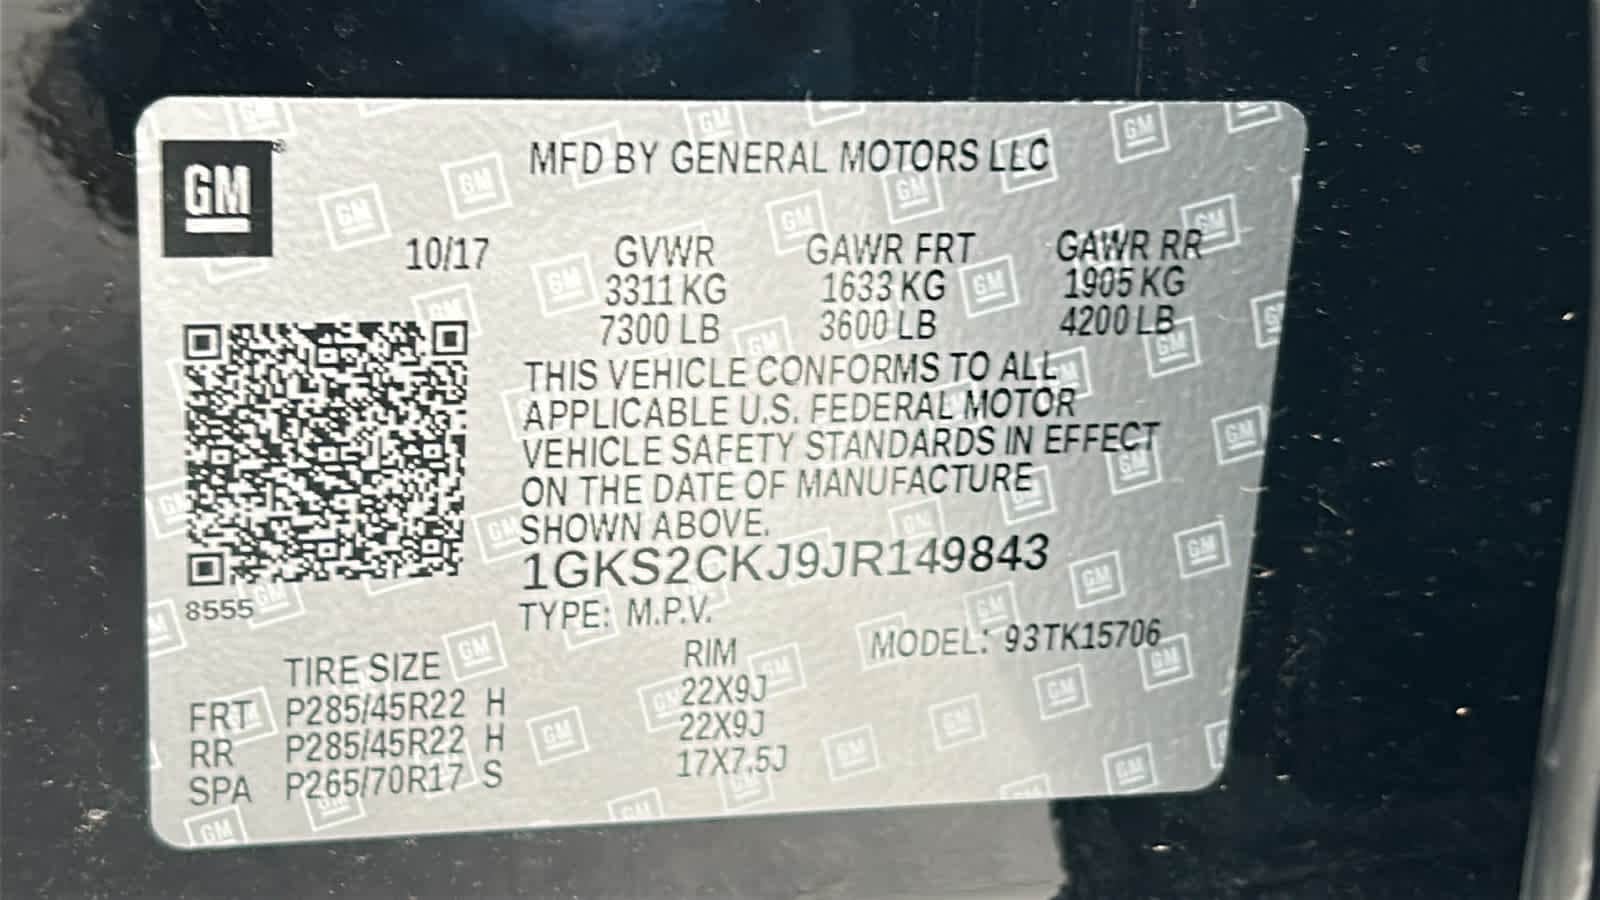 GM
MFD BY GENERAL MOTORS LLC
10/17
GVWR GAWR FRT GAWR RR
3311 KG 1633 KG 1905 KG
7300 LB 3600 LB 4200 LB
THIS VEHICLE CONFORMS TO ALL
APPLICABLE U.S. FEDERAL MOTOR
VEHICLE SAFETY STANDARDS IN EFFECT
ON THE DATE OF MANUFACTURE
SHOWN ABOVE.
1GKS2CKJ9JR149843
8555
TYPE: M.P.V. MODEL: 93TK15706
TIRE SIZE RIM
FRT P285/45R22 H 22X9J
RR P285/45R22 H 22X9J
SPA P265/70R17 S 17X7.5J